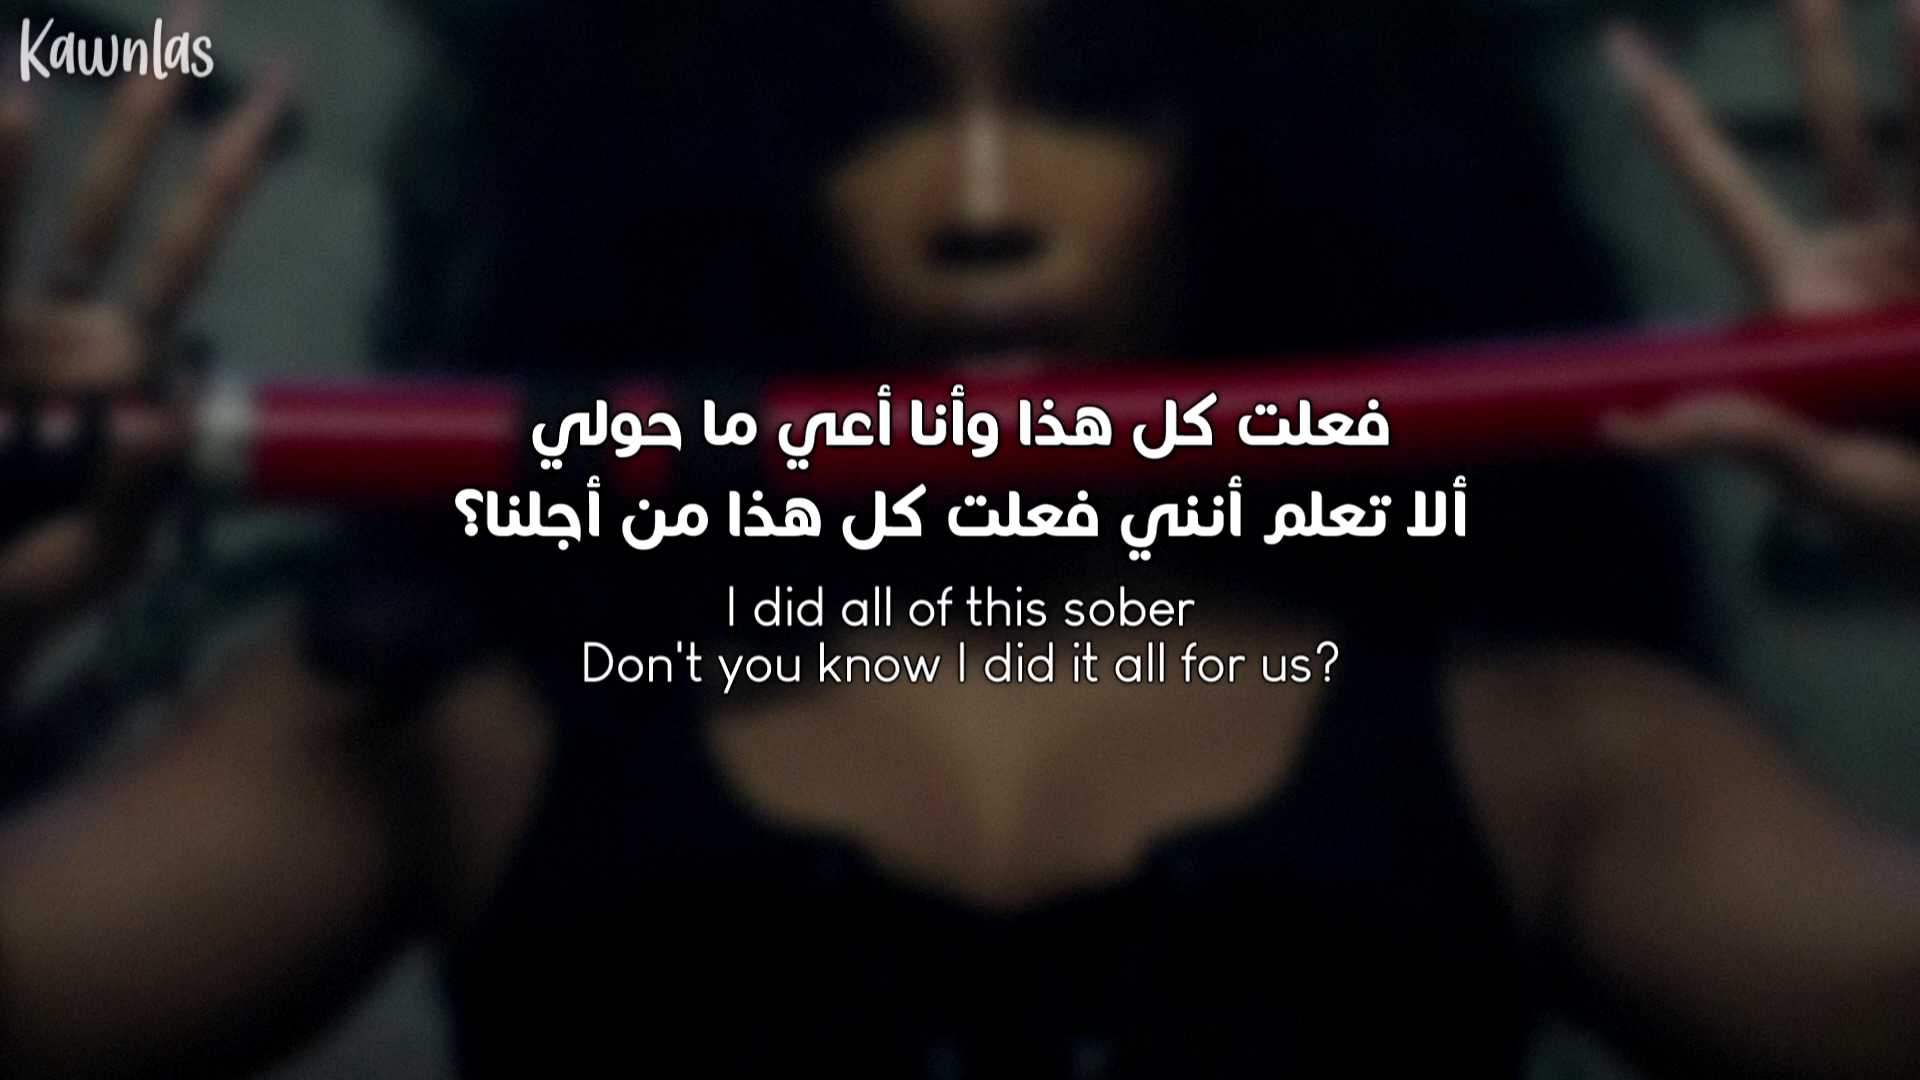 Kawnlas
فعلت كل هذا وأنا أعي ما حولي
ألا تعلم أنني فعلت كل هذا من أجلنا؟
I did all of this sober
Don't you know I did it all for us?